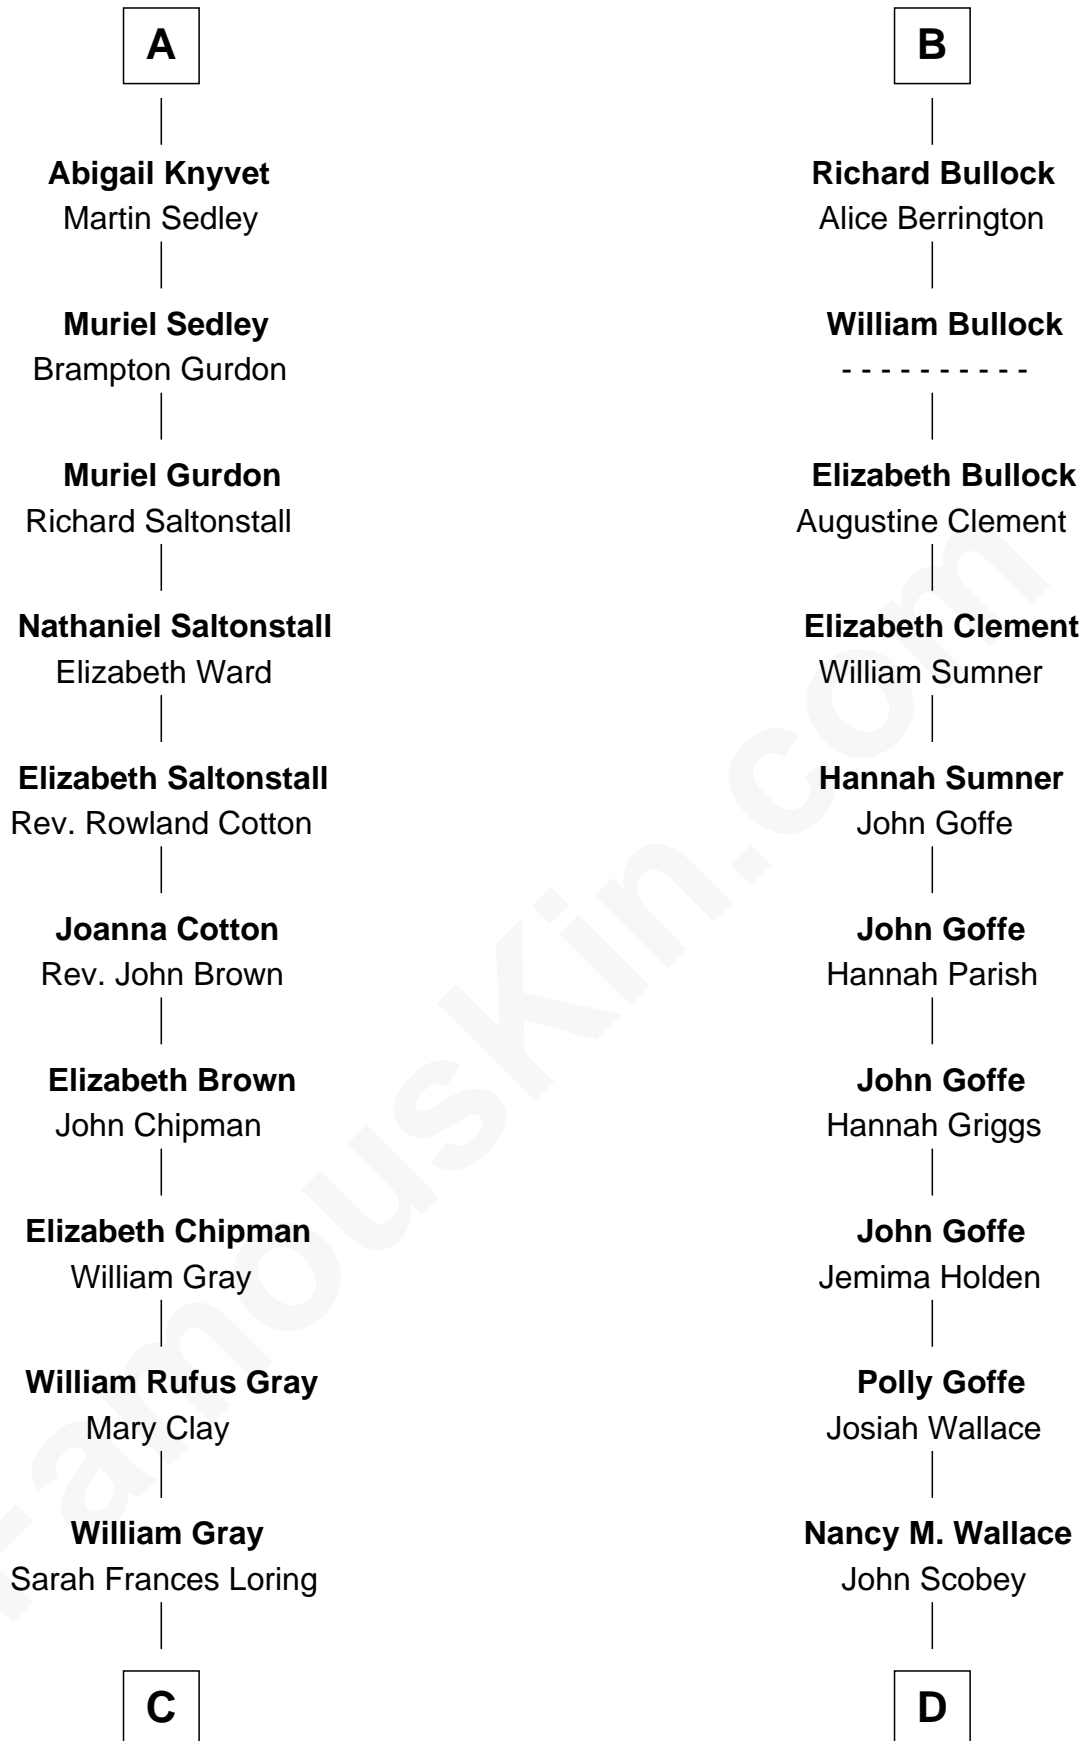 A
Abigail Knyvet
Martin Sedley
Muriel Sedley
Brampton Gurdon
Muriel Gurdon
Richard Saltonstall
Nathaniel Saltonstall
Elizabeth Ward
Elizabeth Saltonstall
Rev. Rowland Cotton
Joanna Cotton
Rev. John Brown
Elizabeth Brown
John Chipman
Elizabeth Chipman
William Gray
William Rufus Gray
Mary Clay
William Gray
Sarah Frances Loring
C
B
Richard Bullock
Alice Berrington
William Bullock
- - - - - - - - - -
Elizabeth Bullock
Augustine Clement
Elizabeth Clement
William Sumner
Hannah Sumner
John Goffe
John Goffe
Hannah Parish
John Goffe
Hannah Griggs
John Goffe
Jemima Holden
Polly Goffe
Josiah Wallace
Nancy M. Wallace
John Scobey
D
FamousKin.com